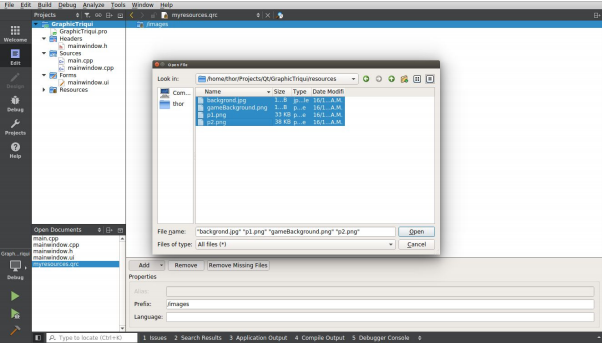 File Edit Build Debug Analyze Tools Window Help
Projects
myresources.qrc
GraphicTriqui
GraphicTriqui.pro
Headers
mainwindow.h
Sources
main.cpp
mainwindow.cpp
Forms
mainwindow.ui
Resources
Welcome
Edit
Design
Debug
Projects
Help
/images
Open File
Look in: /home/thor/Projects/Qt/GraphicTriqui/resources
Com...
thor
Name Size Type Date Modifi
backgrond.jpg 1...B jp...le 16/1...A.M.
gameBackground.png 1...B p...e 16/1...A.M.
p1.png 33 KB p...e 16/1...A.M.
p2.png 38 KB p...e 16/1...A.M.
File name: "backgrond.jpg" "p1.png" "gameBackground.png" "p2.png" Open
Files of type: All files (*) Cancel
Open Documents
main.cpp
mainwindow.cpp
mainwindow.h
mainwindow.ui
myresources.qrc
Graph...riqui
Debug
Add Remove Remove Missing Files
Properties
Alias:
Prefix: /images
Language:
Type to locate (Ctrl+K) 1 Issues 2 Search Results 3 Application Output 4 Compile Output 5 Debugger Console